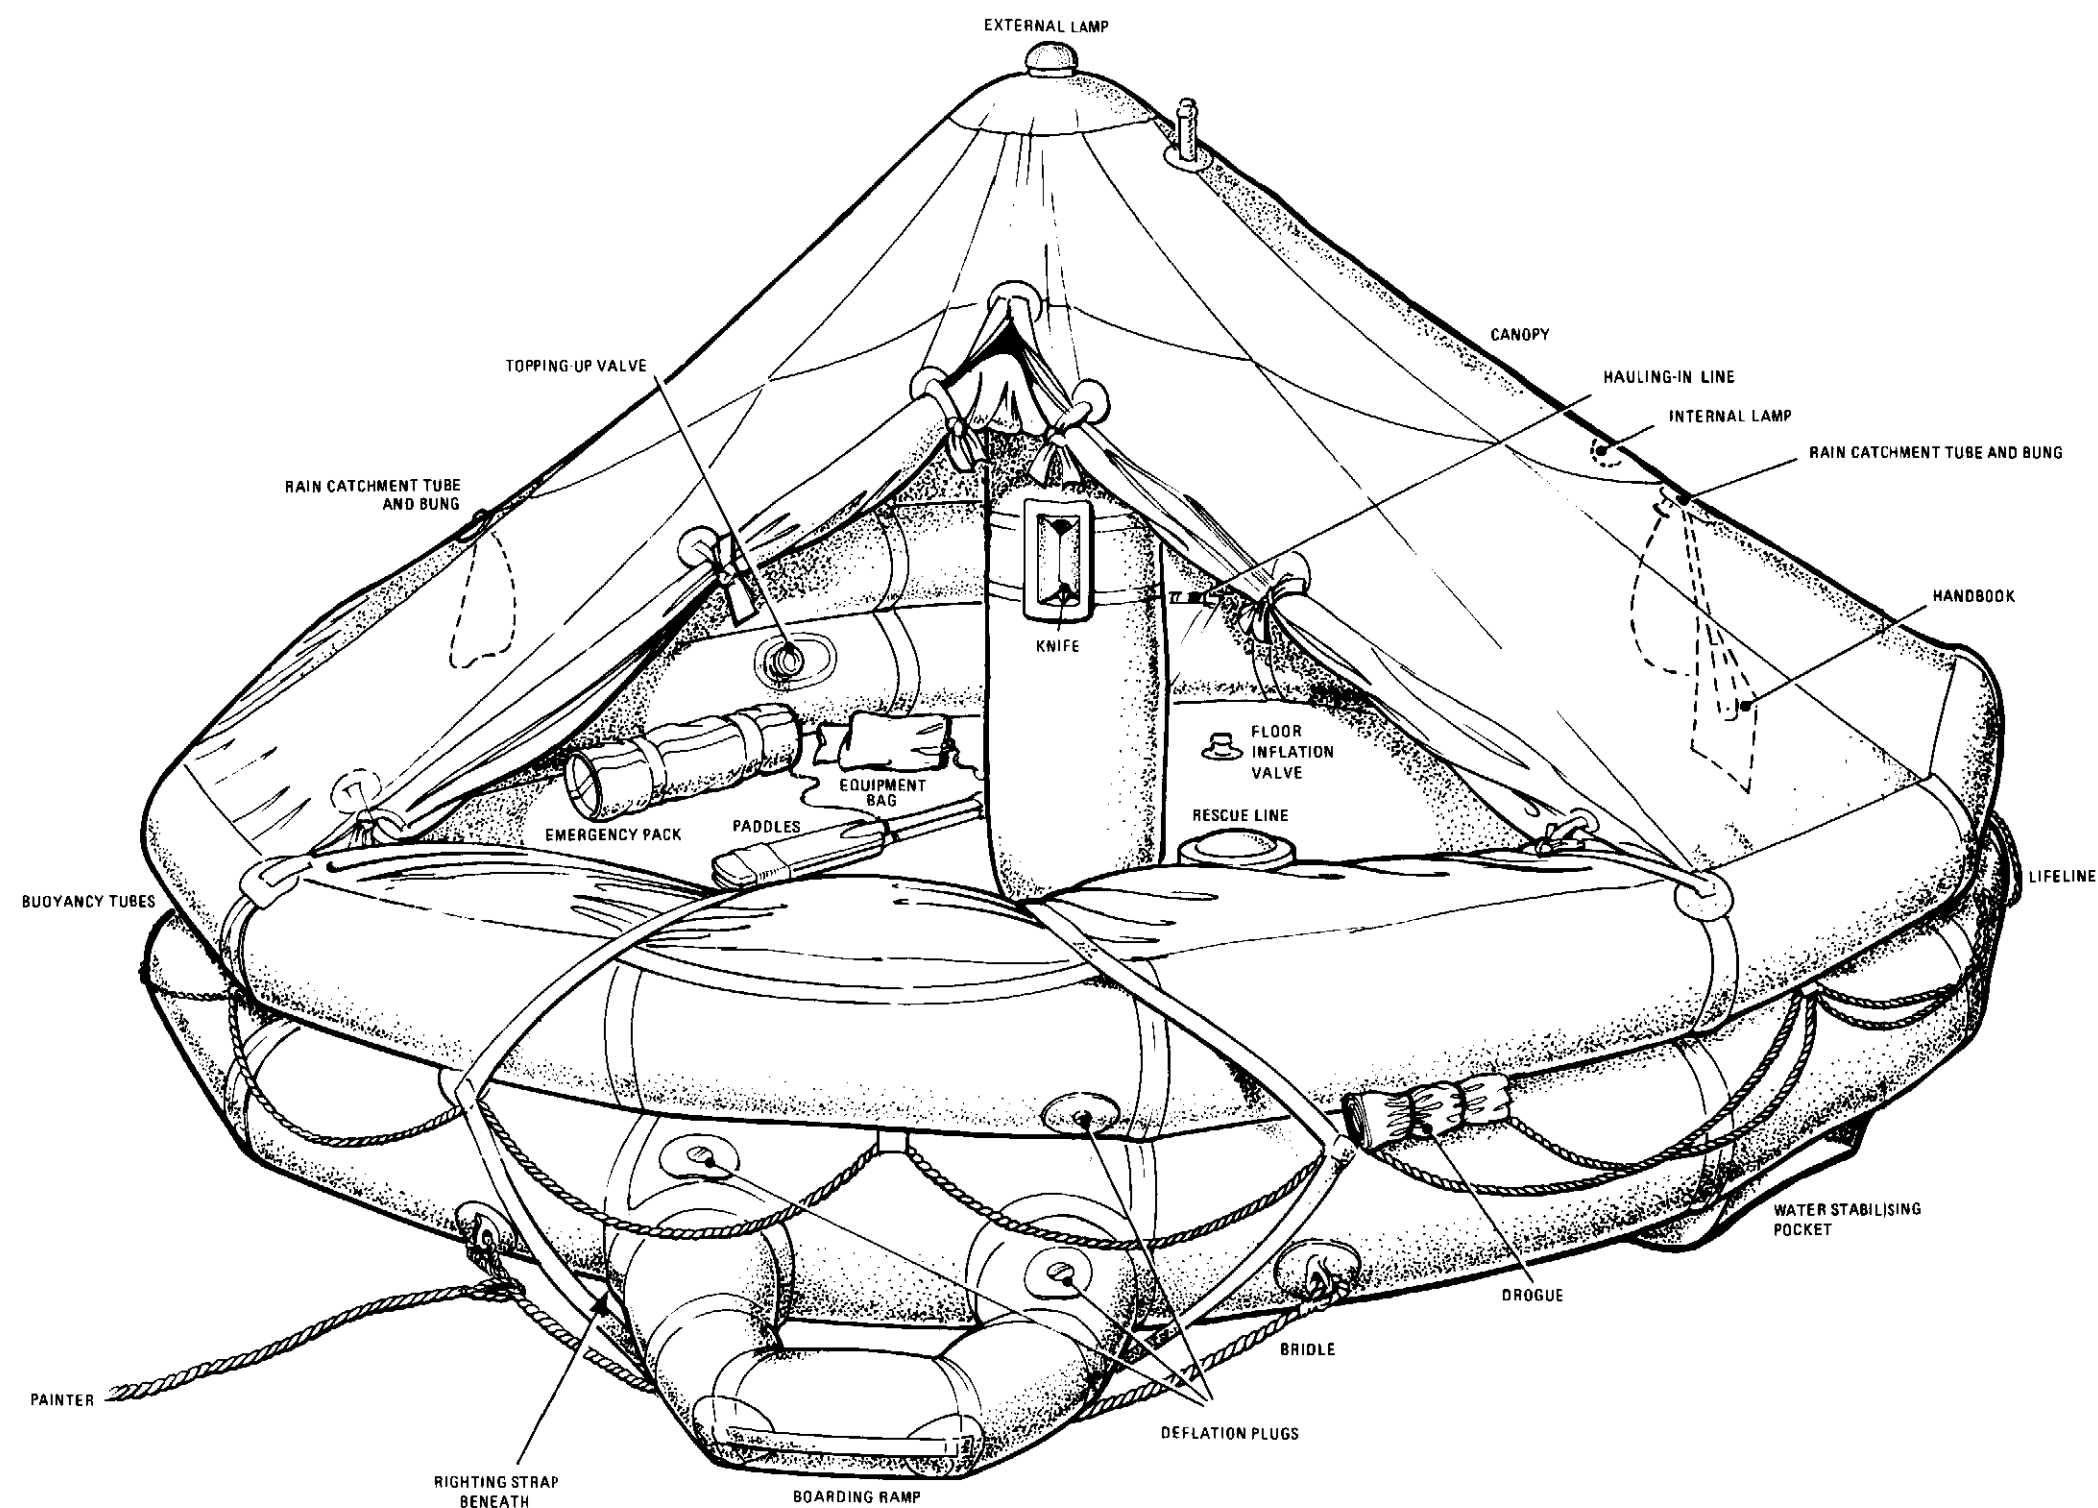 EXTERNAL LAMP
CANOPY
TOPPING-UP VALVE
HAULING-IN LINE
INTERNAL LAMP
RAIN CATCHMENT TUBE AND BUNG
RAIN CATCHMENT TUBE
AND BUNG
HANDBOOK
KNIFE
FLOOR
INFLATION
VALVE
EQUIPMENT
BAG
RESCUE LINE
PADDLES
EMERGENCY PACK
LIFELINE
BUOYANCY TUBES
WATER STABILISING
POCKET
DROGUE
BRIDLE
PAINTER
DEFLATION PLUGS
RIGHTING STRAP
BENEATH
BOARDING RAMP